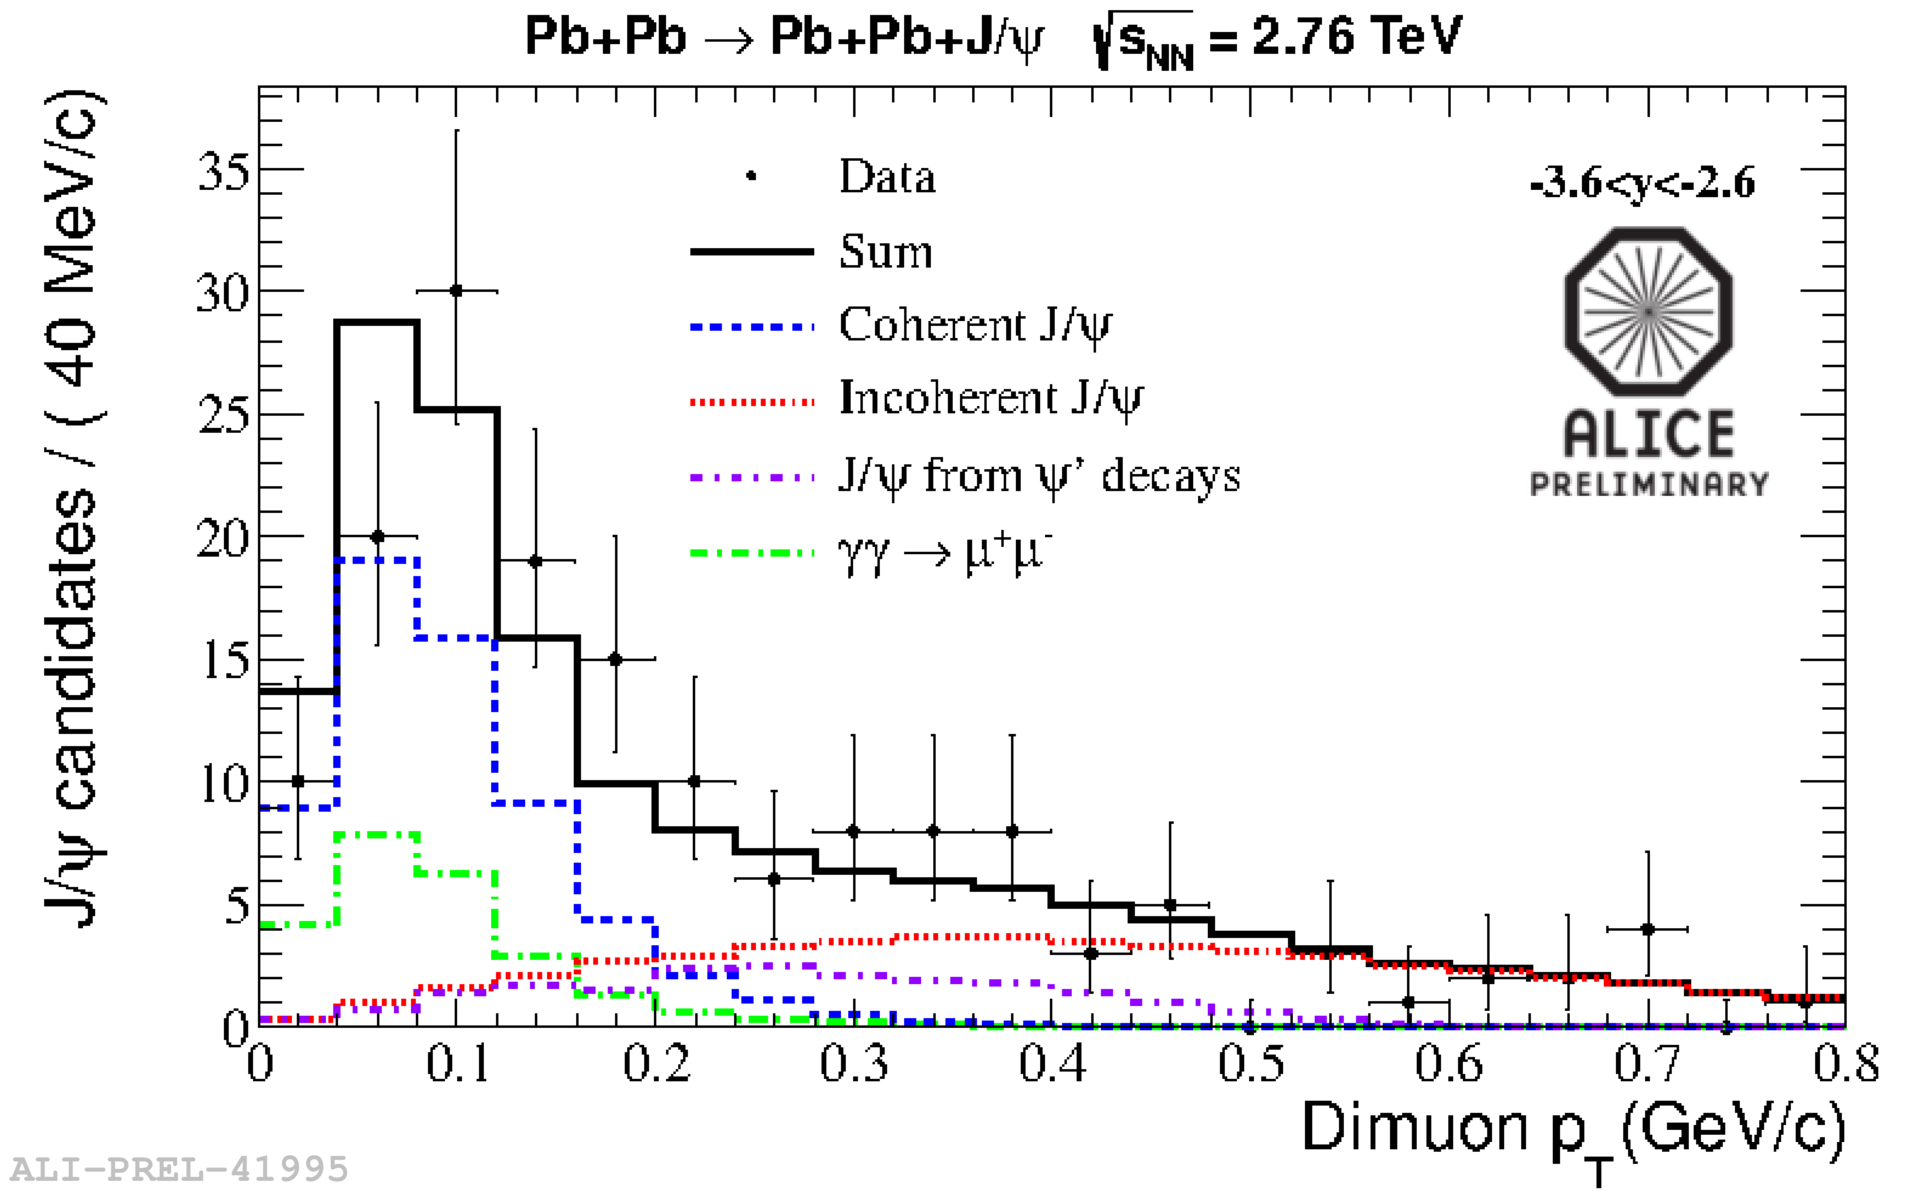 Pb+Pb → Pb+Pb+J/ψ √sNN = 2.76 TeV
J/ψ candidates / ( 40 MeV/c)
35
30
25
20
15
10
5
0
Data
Sum
Coherent J/ψ
Incoherent J/ψ
J/ψ from ψ' decays
γγ → μ⁺μ⁻
-3.6<y<-2.6
ALICE
PRELIMINARY
0 0.1 0.2 0.3 0.4 0.5 0.6 0.7 0.8
Dimuon pT (GeV/c)
ALI-PREL-41995